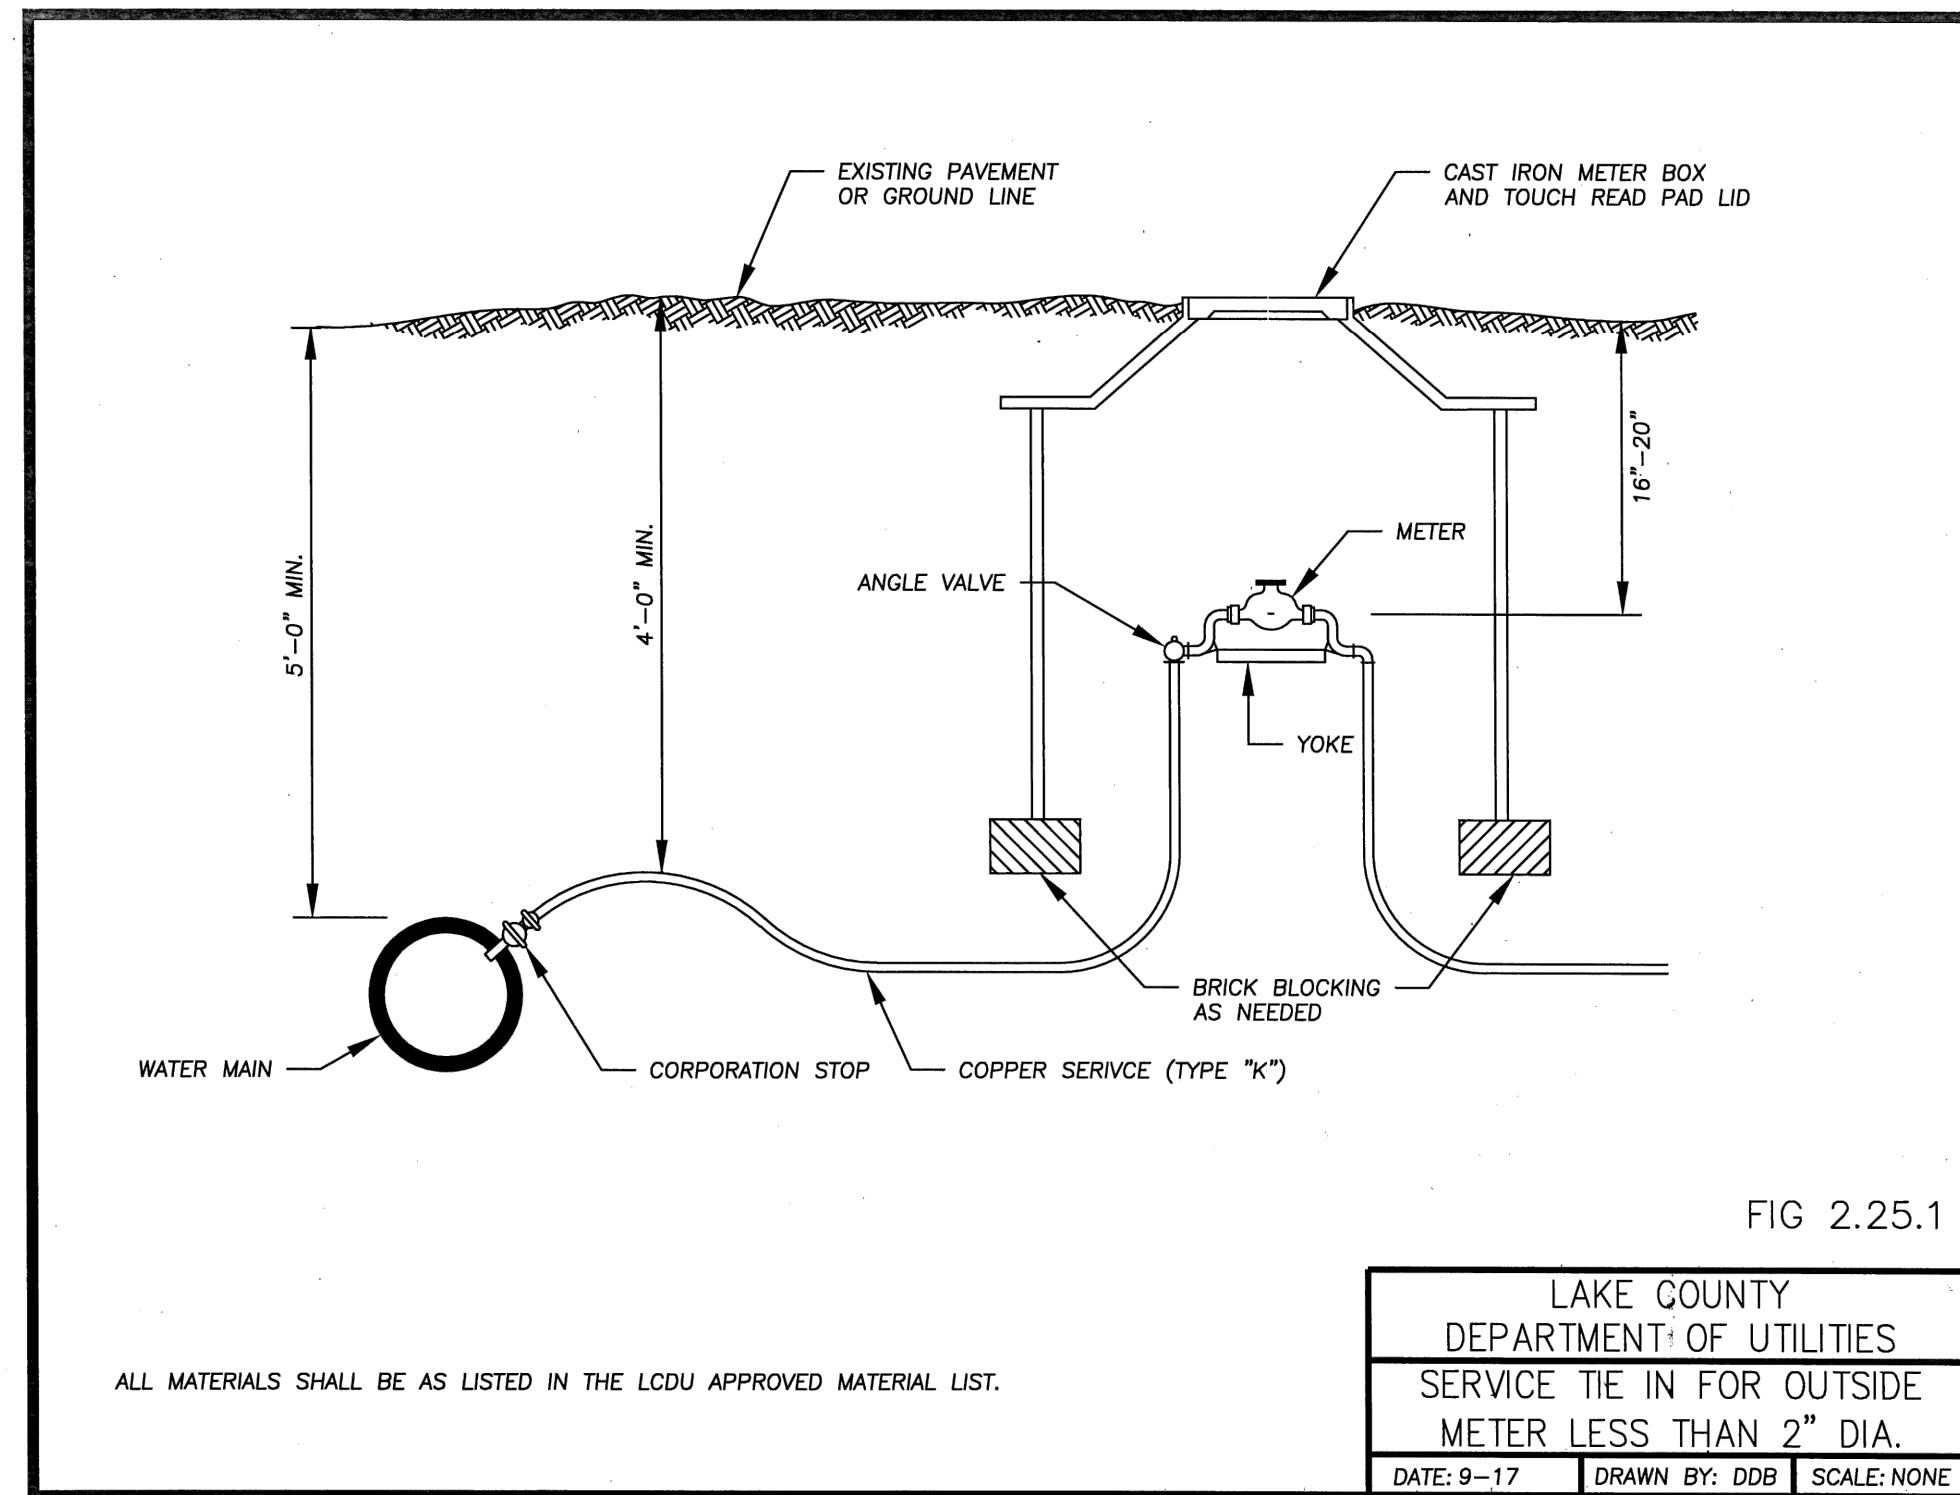 EXISTING PAVEMENT
OR GROUND LINE
CAST IRON METER BOX
AND TOUCH READ PAD LID
5'-0" MIN.
4'-0" MIN.
16"-20"
METER
ANGLE VALVE
YOKE
BRICK BLOCKING
AS NEEDED
WATER MAIN
CORPORATION STOP
COPPER SERIVCE (TYPE "K")
FIG 2.25.1
LAKE COUNTY
DEPARTMENT OF UTILITIES
SERVICE TIE IN FOR OUTSIDE
METER LESS THAN 2" DIA.
DATE: 9-17
DRAWN BY: DDB
SCALE: NONE
ALL MATERIALS SHALL BE AS LISTED IN THE LCDU APPROVED MATERIAL LIST.